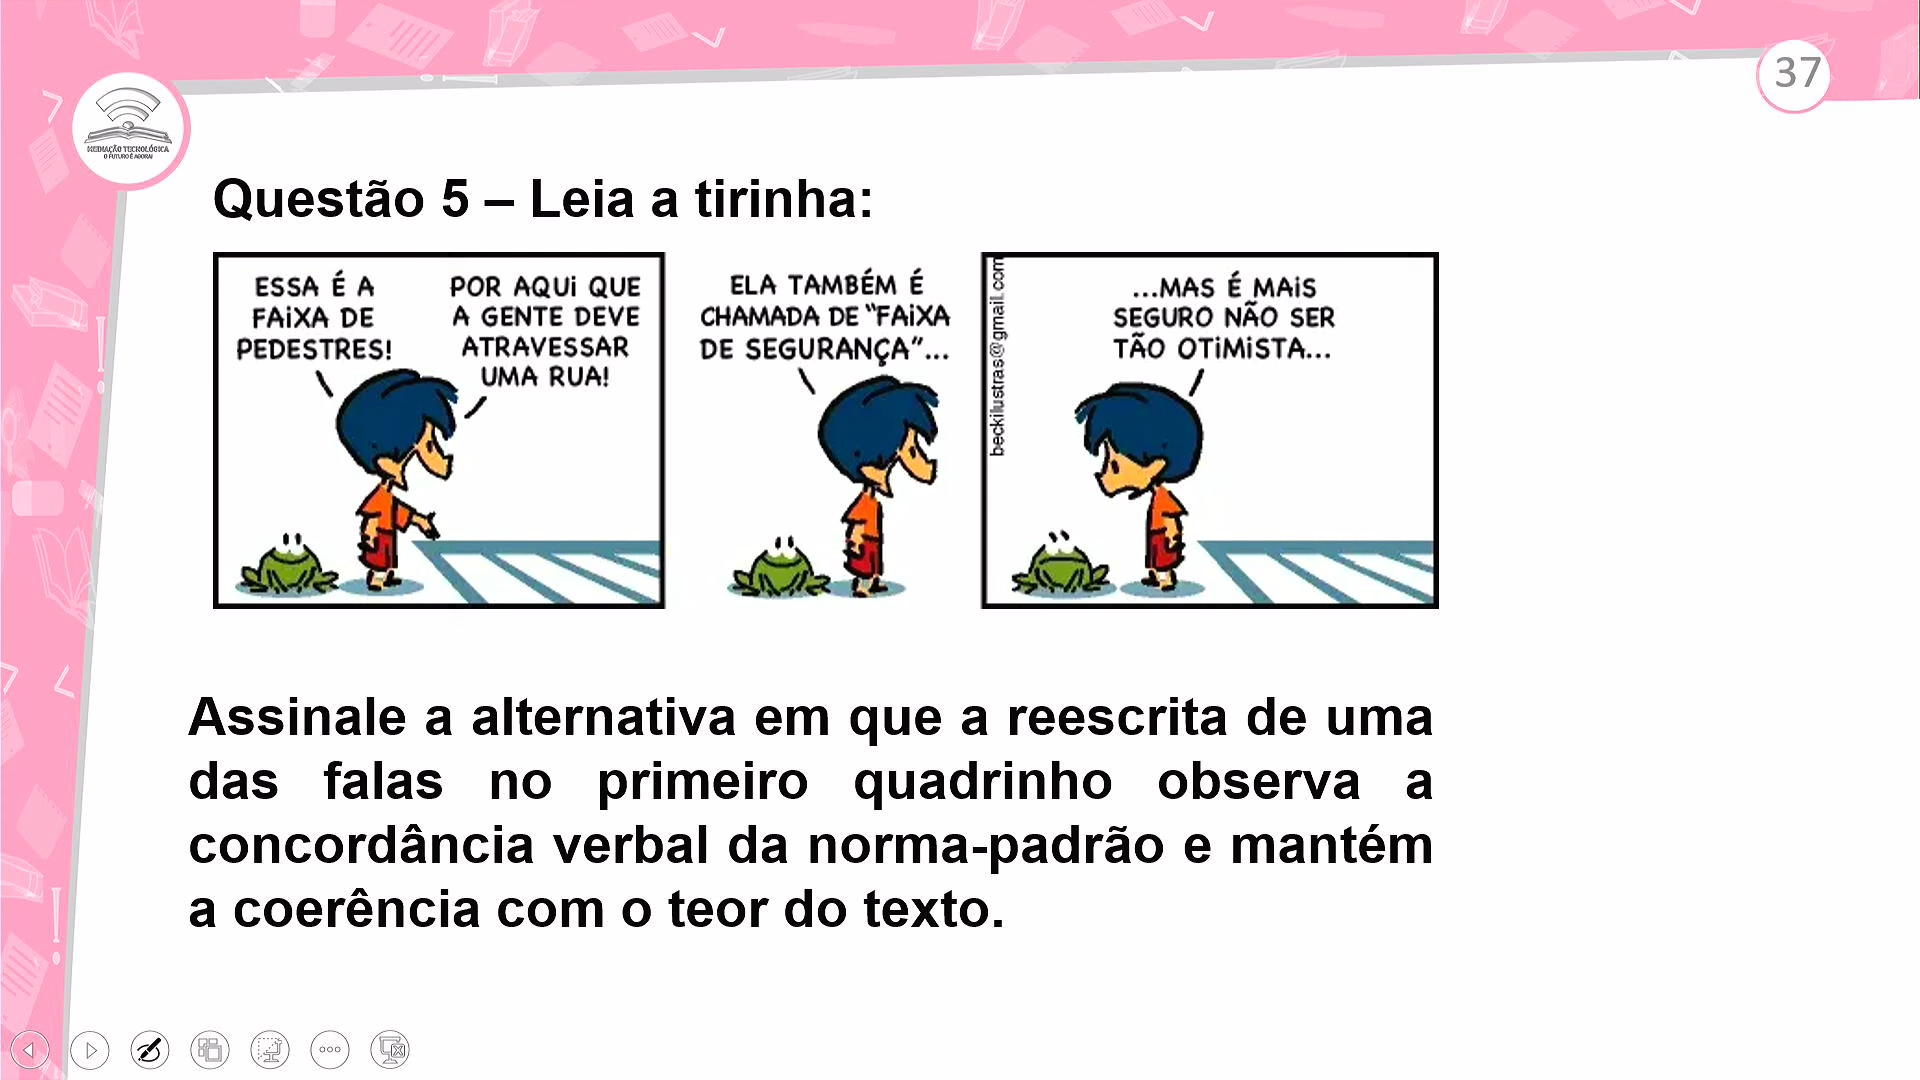 37
MEDIAÇÃO TECNOLÓGICA
O FUTURO É AGORA!
Questão 5 – Leia a tirinha:
ESSA É A
FAIXA DE
PEDESTRES!
POR AQUI QUE
A GENTE DEVE
ATRAVESSAR
UMA RUA!
ELA TAMBÉM É
CHAMADA DE "FAIXA
DE SEGURANÇA"...
beckilustras@gmail.com
...MAS É MAIS
SEGURO NÃO SER
TÃO OTIMISTA...
Assinale a alternativa em que a reescrita de uma
das falas no primeiro quadrinho observa a
concordância verbal da norma-padrão e mantém
a coerência com o teor do texto.